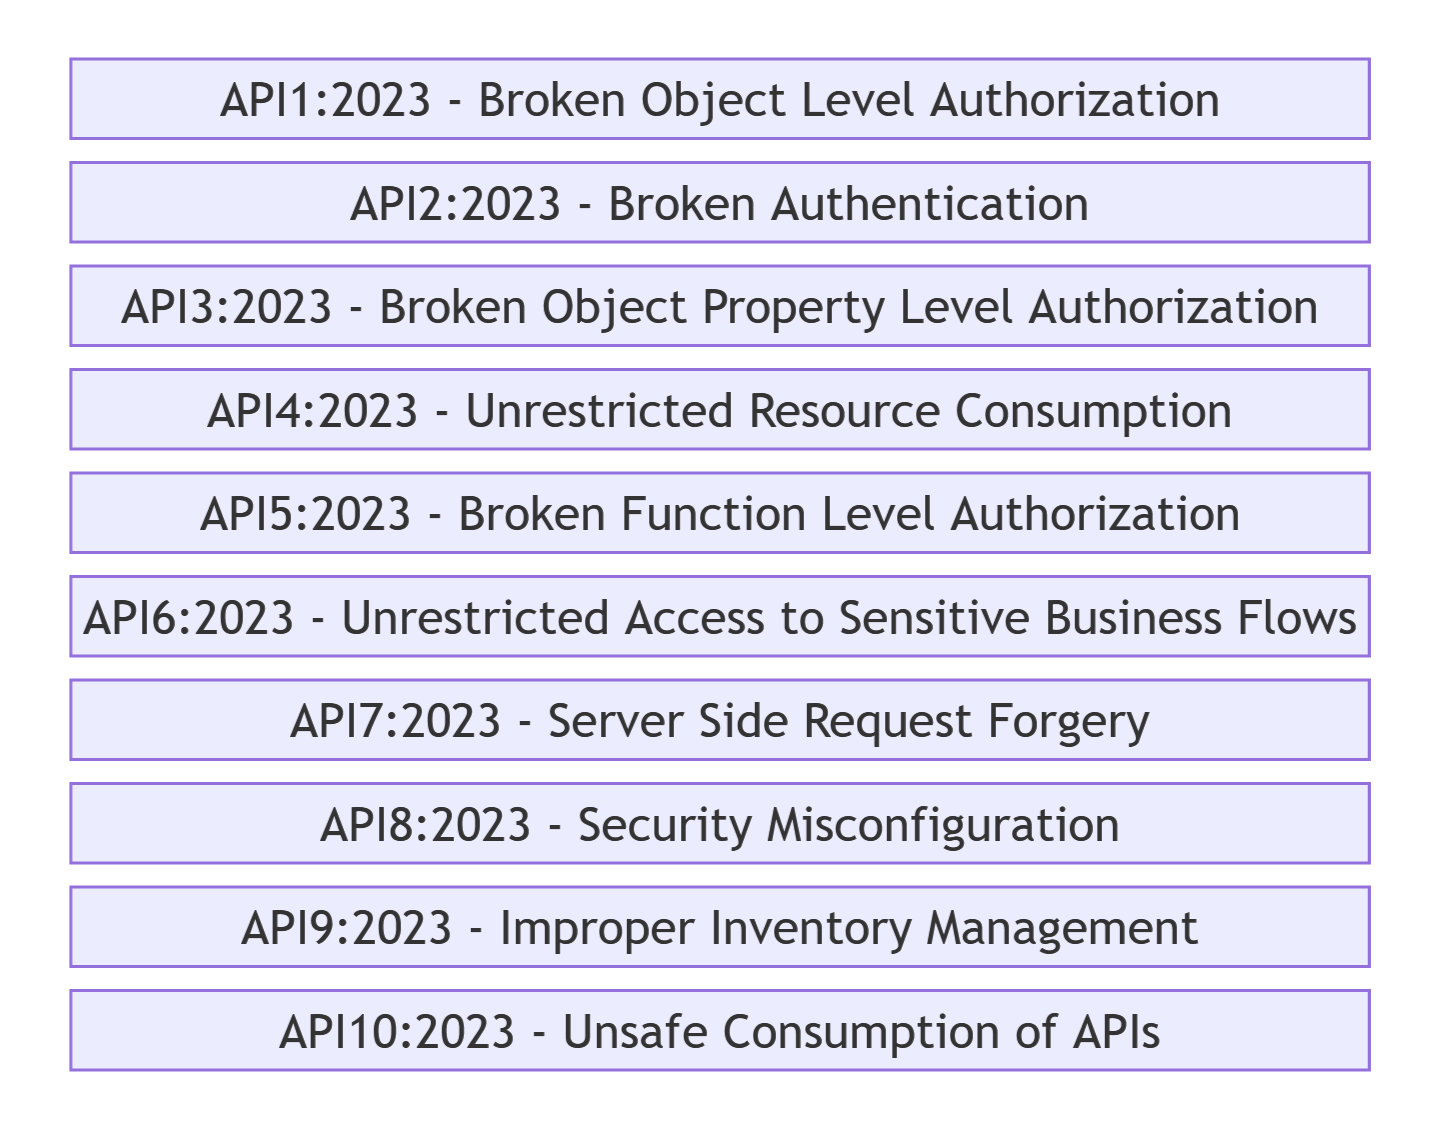 API1:2023 - Broken Object Level Authorization
API2:2023 - Broken Authentication
API3:2023 - Broken Object Property Level Authorization
API4:2023 - Unrestricted Resource Consumption
API5:2023 - Broken Function Level Authorization
API6:2023 - Unrestricted Access to Sensitive Business Flows
API7:2023 - Server Side Request Forgery
API8:2023 - Security Misconfiguration
API9:2023 - Improper Inventory Management
API10:2023 - Unsafe Consumption of APIs